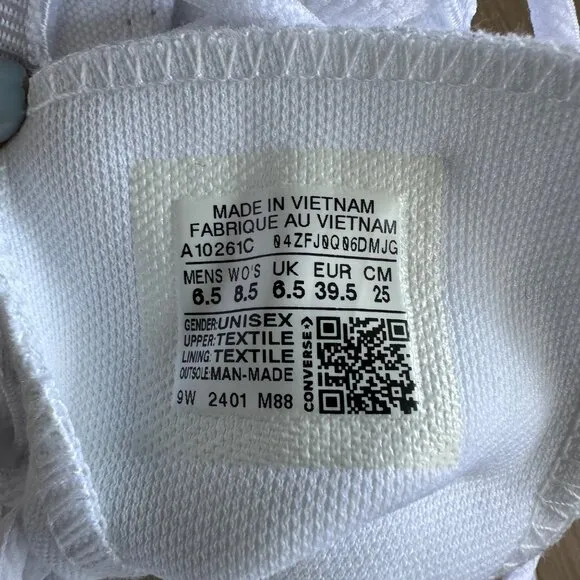 MADE IN VIETNAM
FABRIQUE AU VIETNAM
A10261C 04ZFJ0Q06DMJG
MENS WO'S UK EUR CM
6.5 8.5 6.5 39.5 25
GENDER:UNISEX
UPPER:TEXTILE
LINING:TEXTILE
OUTSOLE:MAN-MADE
9W 2401 M88
CONVERSE